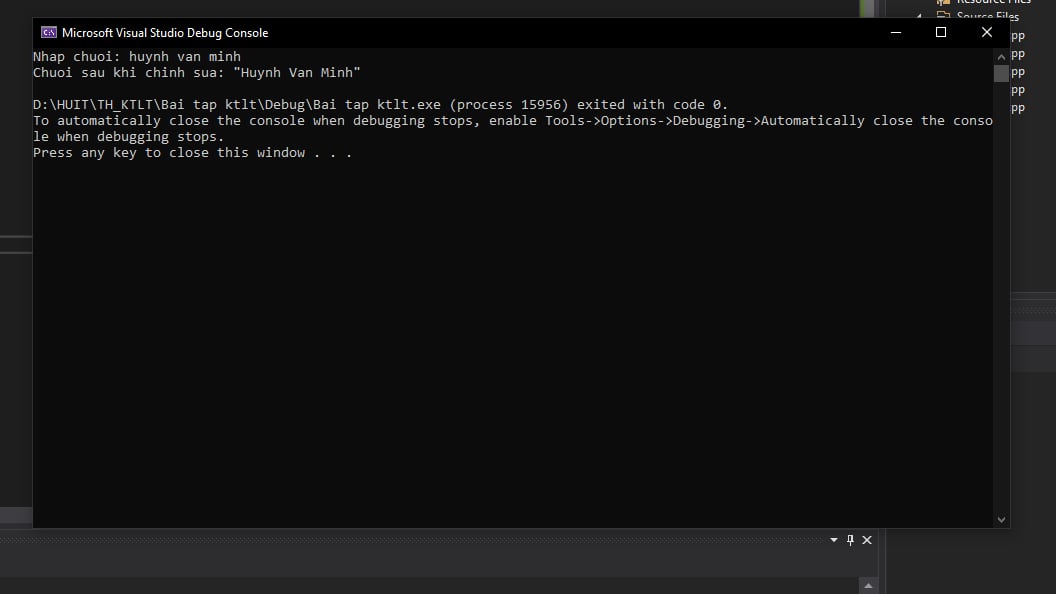 Resource Files
Source Files
Microsoft Visual Studio Debug Console
pp
pp
pp
pp
pp
Nhap chuoi: huynh van minh
Chuoi sau khi chinh sua: "Huynh Van Minh"
D:\HUIT\TH_KTLT\Bai tap ktlt\Debug\Bai tap ktlt.exe (process 15956) exited with code 0.
To automatically close the console when debugging stops, enable Tools->Options->Debugging->Automatically close the conso
le when debugging stops.
Press any key to close this window . . .